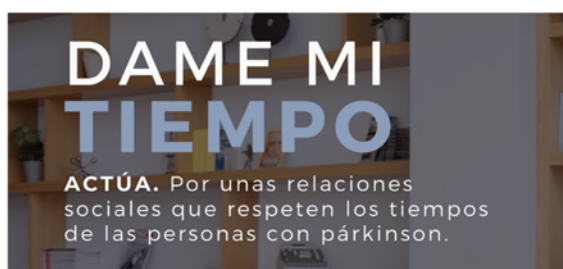 DAME MI
TIEMPO
ACTÚA. Por unas relaciones
sociales que respeten los tiempos
de las personas con párkinson.